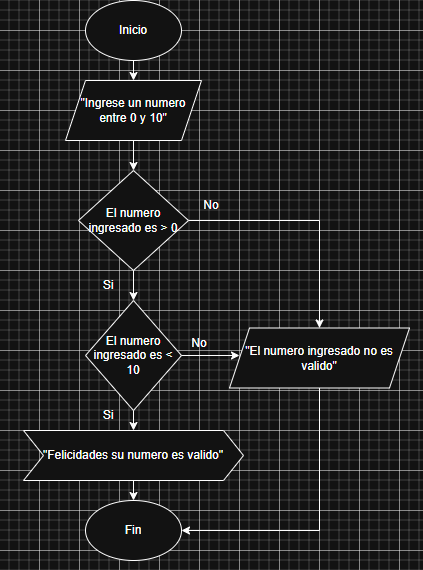 Inicio
"Ingrese un numero
entre 0 y 10"
No
El numero
ingresado es > 0
Si
El numero
ingresado es <
10
No
"El numero ingresado no es
valido"
Si
"Felicidades su numero es valido"
Fin